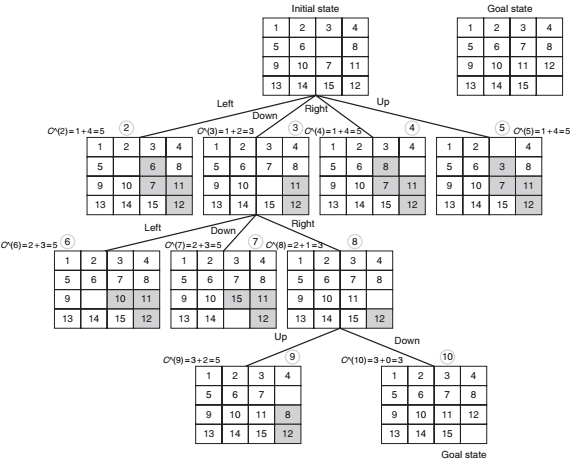 Initial state Goal state
1 2 3 4 1 2 3 4
5 6 8 5 6 7 8
9 10 7 11 9 10 11 12
13 14 15 12 13 14 15
Left Down Right Up
C^(2)=1+4=5 2 C^(3)=1+2=3 3 C^(4)=1+4=5 4 5 C^(5)=1+4=5
1 2 3 4 1 2 3 4 1 2 3 4 1 2 4
5 6 8 5 6 7 8 5 6 8 5 6 3 8
9 10 7 11 9 10 11 9 10 7 11 9 10 7 11
13 14 15 12 13 14 15 12 13 14 15 12 13 14 15 12
Left Down Right
C^(6)=2+3=5 6 C^(7)=2+3=5 7 C^(8)=2+1=3 8
1 2 3 4 1 2 3 4 1 2 3 4
5 6 7 8 5 6 7 8 5 6 7 8
9 10 11 9 10 15 11 9 10 11
13 14 15 12 13 14 12 13 14 15 12
Up Down
C^(9)=3+2=5 9 C^(10)=3+0=3 10
1 2 3 4 1 2 3 4
5 6 7 5 6 7 8
9 10 11 8 9 10 11 12
13 14 15 12 13 14 15
Goal state